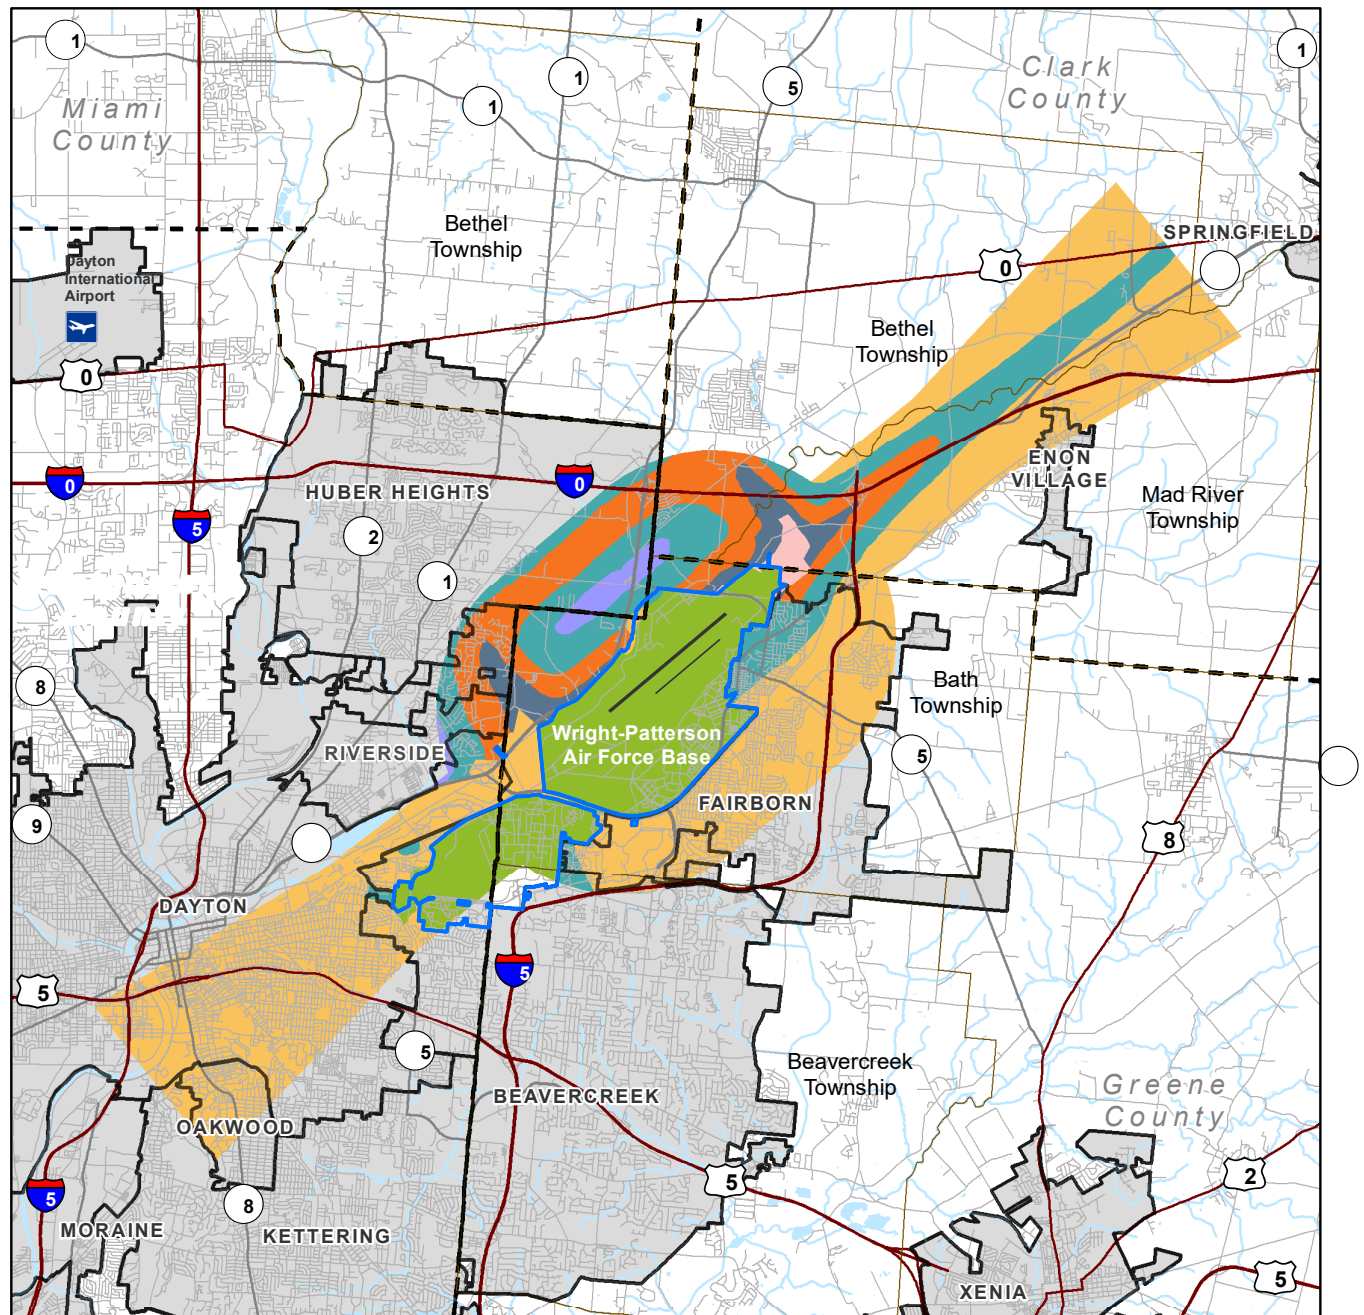 1
1
1
5
1
Clark
County
Miami
County
Bethel
Township
SPRINGFIELD
Dayton
International
Airport
0
0
Bethel
Township
ENON
VILLAGE
Mad River
Township
HUBER HEIGHTS
0
0
5
2
1
8
Bath
Township
Wright-Patterson
Air Force Base
RIVERSIDE
5
FAIRBORN
9
8
DAYTON
5
5
5
Beavercreek
Township
BEAVERCREEK
Greene
County
OAKWOOD
5
8
5
2
MORAINE
KETTERING
5
XENIA